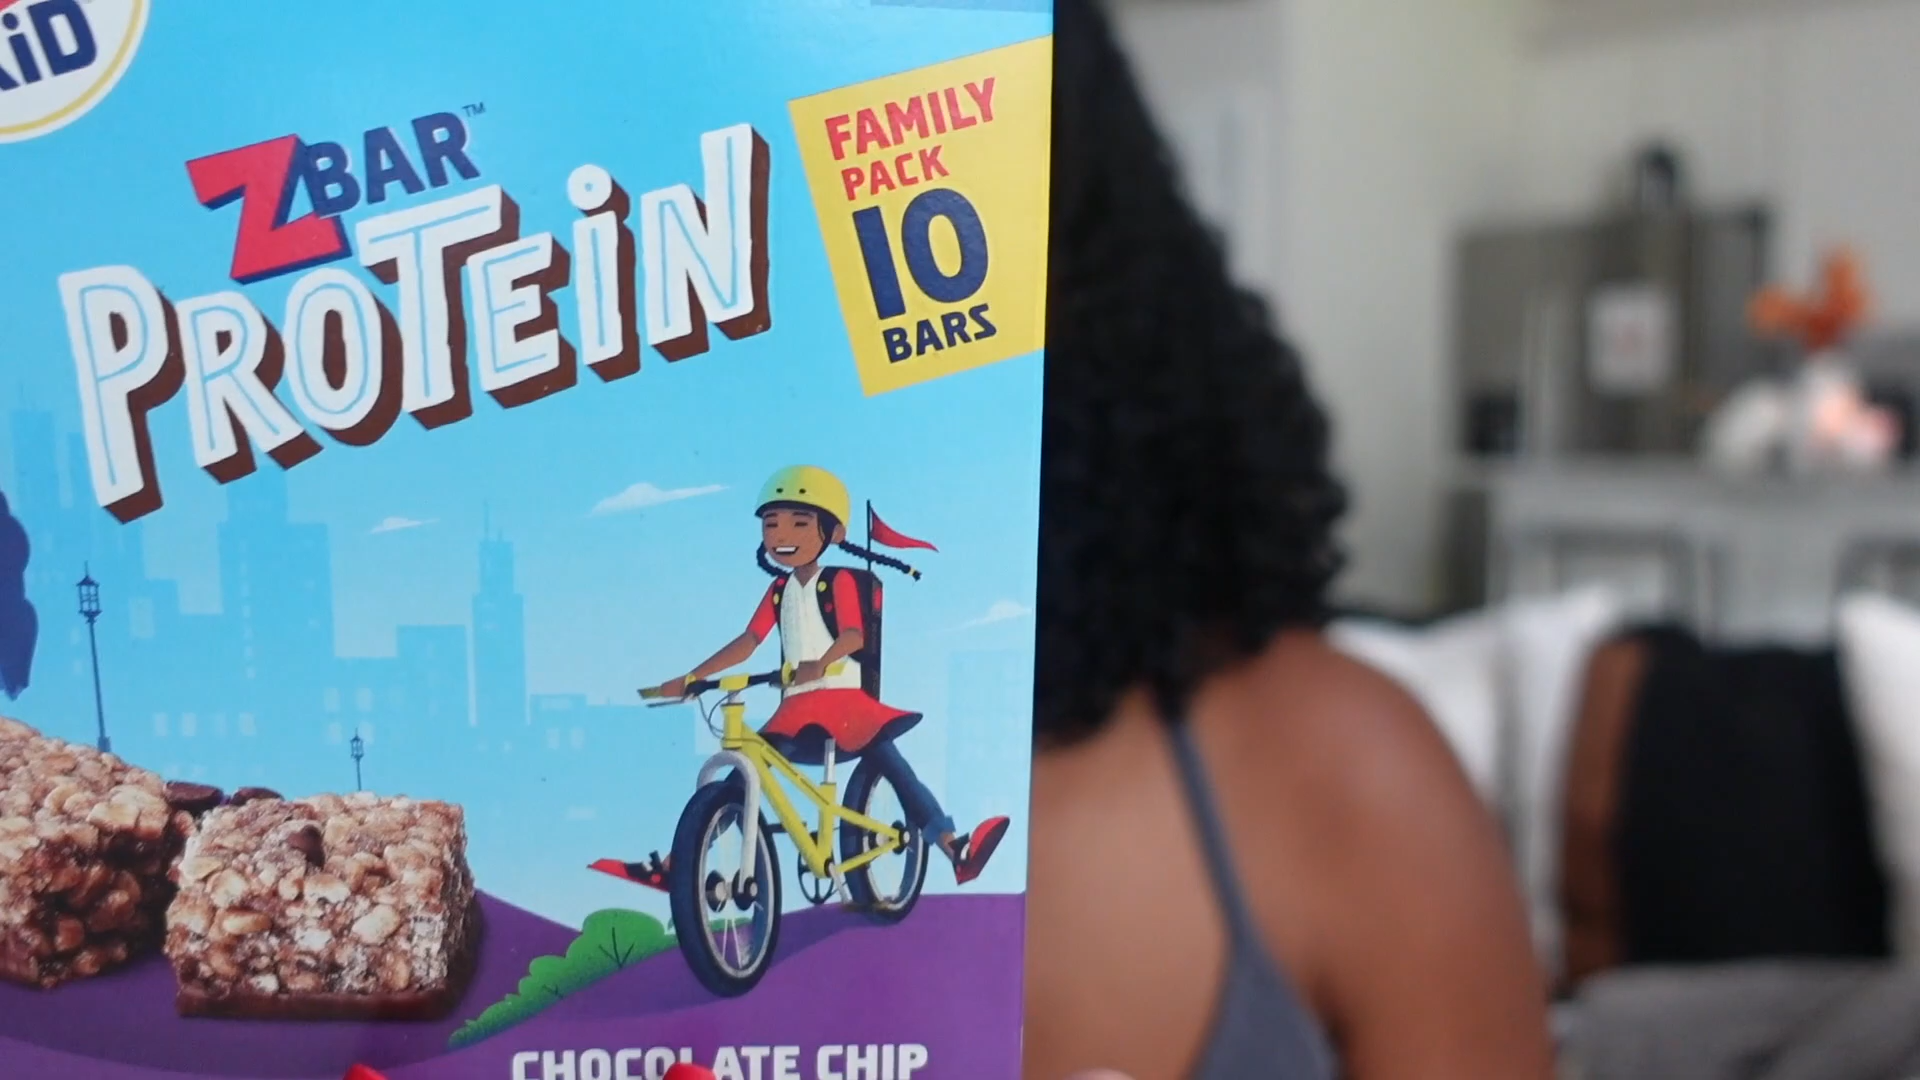 KiD
ZBAR™
PROTEiN
FAMILY
PACK
10
BARS
CHOCOLATE CHIP